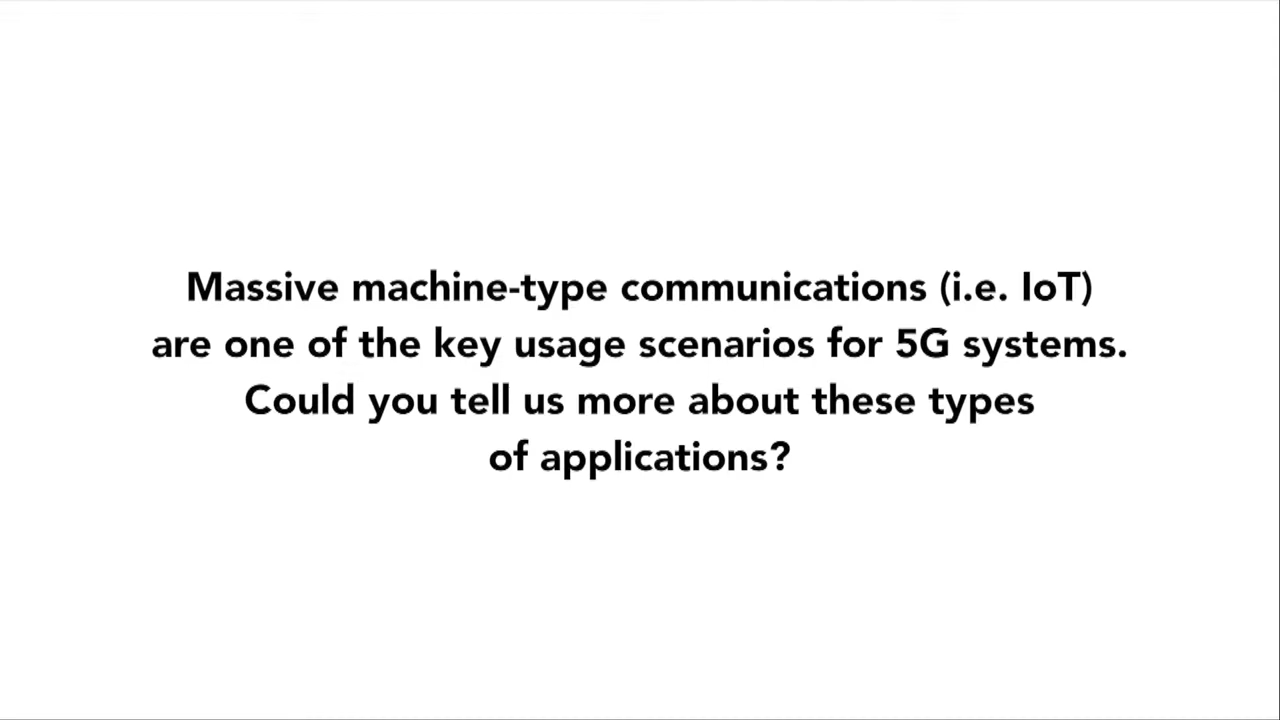 Massive machine-type communications (i.e. IoT)
are one of the key usage scenarios for 5G systems.
Could you tell us more about these types
of applications?